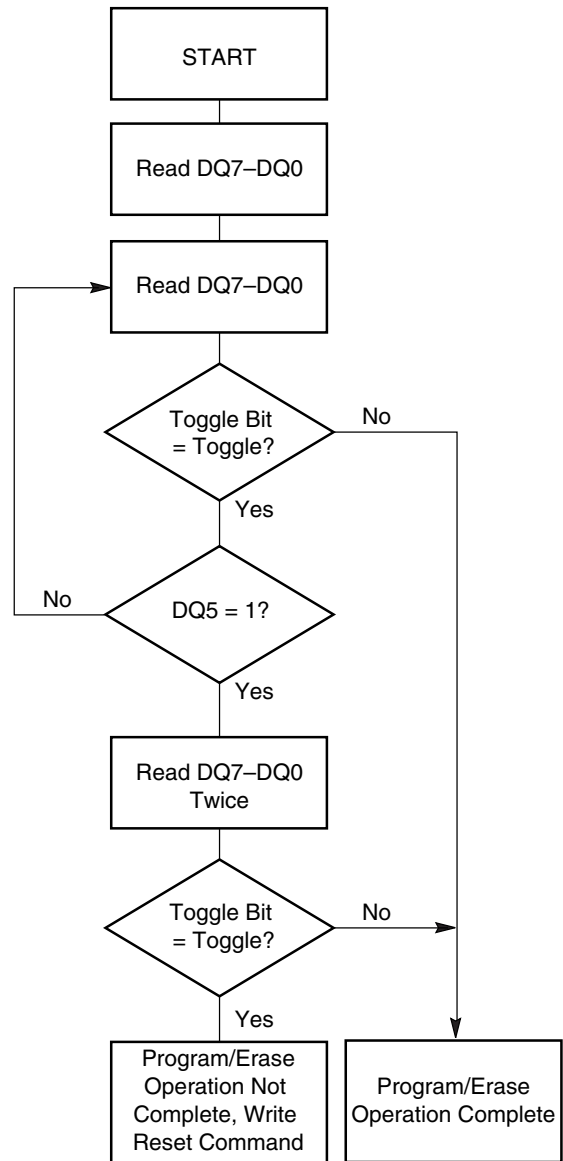 START
Read DQ7–DQ0
Read DQ7–DQ0
Toggle Bit
= Toggle?
No
Yes
No
DQ5 = 1?
Yes
Read DQ7–DQ0
Twice
Toggle Bit
= Toggle?
No
Yes
Program/Erase
Operation Not
Complete, Write
Reset Command
Program/Erase
Operation Complete